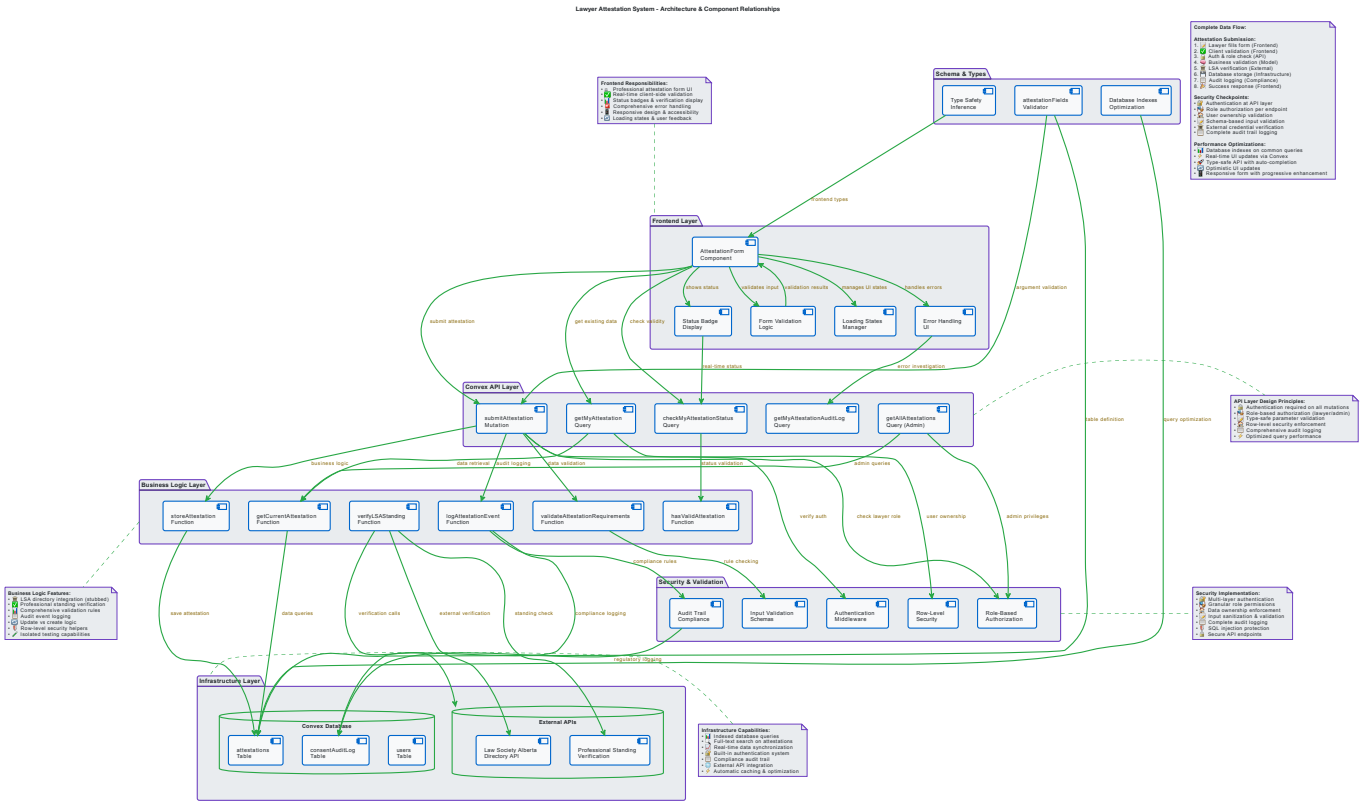 Lawyer Attestation System - Architecture & Component Relationships
Complete Data Flow:
Attestation Submission:
1. 📝 Lawyer fills form (Frontend)
2. ✅ Client validation (Frontend)
3. Auth & role check (API)
4. Business validation (Model)
5. LSA verification (External)
6. 💾 Database storage (Infrastructure)
7. 📋 Audit logging (Compliance)
8. 🎉 Success response (Frontend)
Security Checkpoints:
• Authentication at API layer
• Role authorization per endpoint
• User ownership validation
• Schema-based input validation
• External credential verification
• Complete audit trail logging
Performance Optimizations:
• Database indexes on common queries
• Real-time UI updates via Convex
• Type-safe API with auto-completion
• Optimistic UI updates
• Responsive form with progressive enhancement
Frontend Responsibilities:
• Professional attestation form UI
• Real-time client-side validation
• Status badges & verification display
• Comprehensive error handling
• Responsive design & accessibility
• Loading states & user feedback
Schema & Types
Type Safety
Inference
attestationFields
Validator
Database Indexes
Optimization
frontend types
Frontend Layer
AttestationForm
Component
shows status
validates input
validation results
manages UI states
handles errors
argument validation
Status Badge
Display
Form Validation
Logic
Loading States
Manager
Error Handling
UI
submit attestation
get existing data
check validity
real-time status
error investigation
Convex API Layer
submitAttestation
Mutation
getMyAttestation
Query
checkMyAttestationStatus
Query
getMyAttestationAuditLog
Query
getAllAttestations
Query (Admin)
API Layer Design Principles:
• Authentication required on all mutations
• Role-based authorization (lawyer/admin)
• Type-safe parameter validation
• Row-level security enforcement
• Comprehensive audit logging
• Optimized query performance
table definition
query optimization
business logic
data retrieval
audit logging
data validation
status validation
admin queries
Business Logic Layer
storeAttestation
Function
getCurrentAttestation
Function
verifyLSAStanding
Function
logAttestationEvent
Function
validateAttestationRequirements
Function
hasValidAttestation
Function
verify auth
check lawyer role
user ownership
admin privileges
compliance rules
role checking
Business Logic Features:
• LSA directory integration (stubbed)
• Professional standing verification
• Comprehensive validation rules
• Audit event logging
• Update vs create logic
• Row-level security helpers
• Isolated testing capabilities
Security & Validation
Audit Trail
Compliance
Input Validation
Schemas
Authentication
Middleware
Row-Level
Security
Role-Based
Authorization
Security Implementation:
• Multi-layer authentication
• Granular role permissions
• Data ownership enforcement
• Input sanitization & validation
• Complete audit logging
• SQL injection protection
• Secure API endpoints
save attestation
data queries
verification calls
external verification
standing check
compliance logging
regulatory logging
Infrastructure Layer
Convex Database
attestations
Table
consentAuditLog
Table
users
Table
External APIs
Law Society Alberta
Directory API
Professional Standing
Verification
Infrastructure Capabilities:
• Indexed database queries
• Full-text search on attestations
• Real-time data synchronization
• Built-in authentication system
• Compliance audit trail
• External API integration
• Automatic caching & optimization